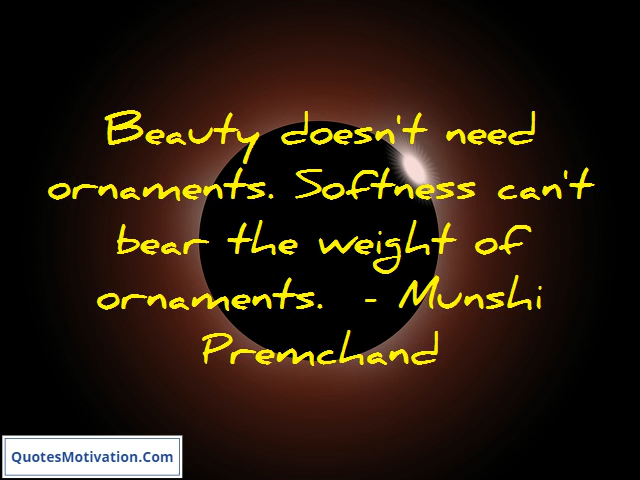 Beauty doesn't need
ornaments. Softness can't
bear the weight of
ornaments. - Munshi
Premchand
QuotesMotivation.Com